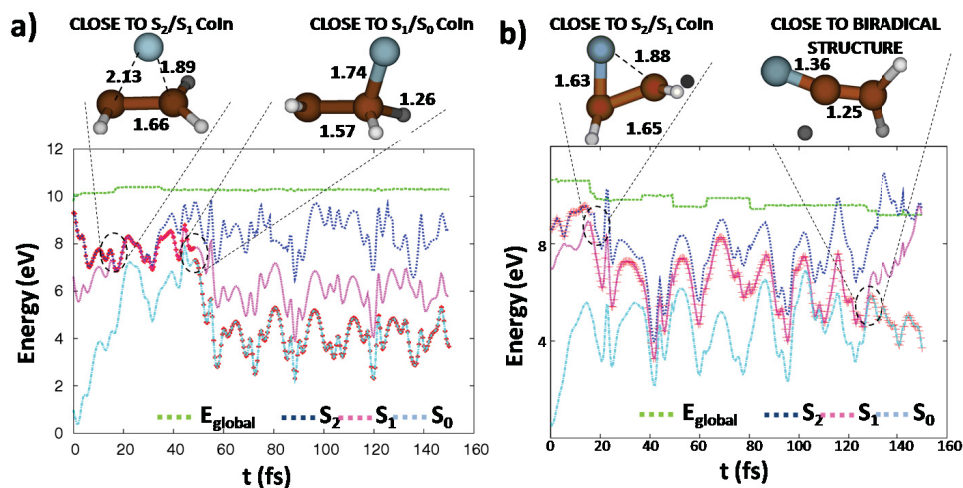 a)
CLOSE TO S₂/S₁ CoIn
CLOSE TO S₁/S₀ CoIn
2.13
1.89
1.66
1.74
1.26
1.57
12
10
8
6
4
2
0
Energy (eV)
E_global
S₂
S₁
S₀
0 20 40 60 80 100 120 140 160
t (fs)
b)
CLOSE TO S₂/S₁ CoIn
CLOSE TO BIRADICAL
STRUCTURE
1.63
1.88
1.65
1.36
1.25
8
4
Energy (eV)
E_global
S₂
S₁
S₀
0 20 40 60 80 100 120 140 160
t (fs)